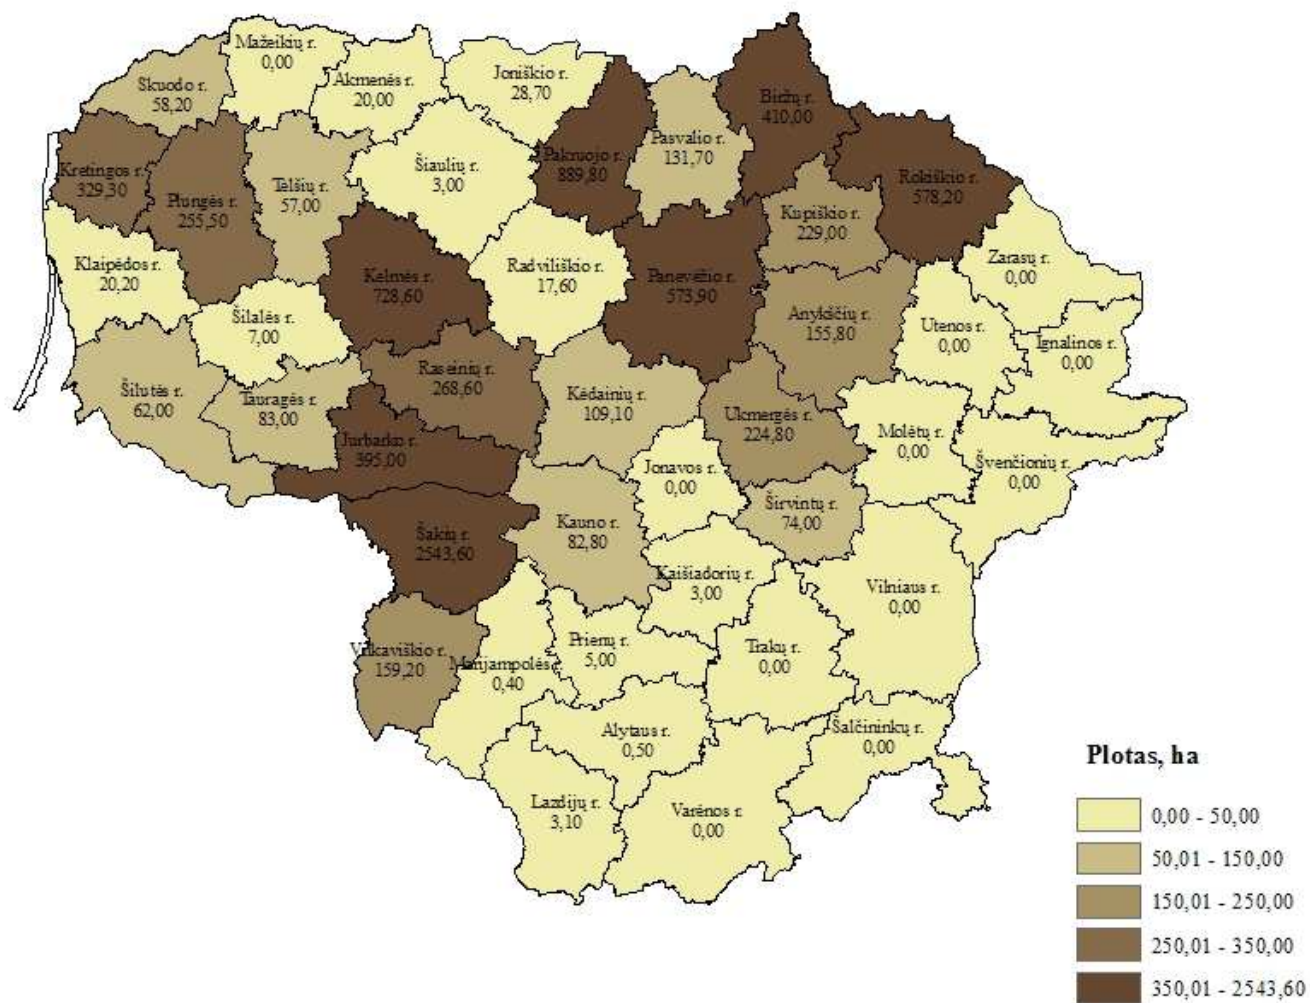 Mažeikių r.
0,00
Skuodo r.
58,20
Akmenės r.
20,00
Joniškio r.
28,70
Biržų r.
410,00
Pakruojo r.
889,80
Pasvalio r.
131,70
Kretingos r.
329,30
Plungės r.
255,50
Telšių r.
57,00
Šiaulių r.
3,00
Rokiškio r.
578,20
Kupiškio r.
229,00
Klaipėdos r.
20,20
Kelmės r.
728,60
Radviliškio r.
17,60
Panevėžio r.
573,90
Zarasų r.
0,00
Šilalės r.
7,00
Anykščių r.
155,80
Utenos r.
0,00
Ignalinos r.
0,00
Raseinių r.
268,60
Šilutės r.
62,00
Tauragės r.
83,00
Kėdainių r.
109,10
Ukmergės r.
224,80
Molėtų r.
0,00
Jurbarko r.
395,00
Jonavos r.
0,00
Švenčionių r.
0,00
Širvintų r.
74,00
Šakių r.
2543,60
Kauno r.
82,80
Kaišiadorių r.
3,00
Vilniaus r.
0,00
Vilkaviškio r.
159,20
Marijampolės r.
0,40
Prienų r.
5,00
Trakų r.
0,00
Alytaus r.
0,50
Šalčininkų r.
0,00
Lazdijų r.
3,10
Varėnos r.
0,00
Plotas, ha
0,00 - 50,00
50,01 - 150,00
150,01 - 250,00
250,01 - 350,00
350,01 - 2543,60